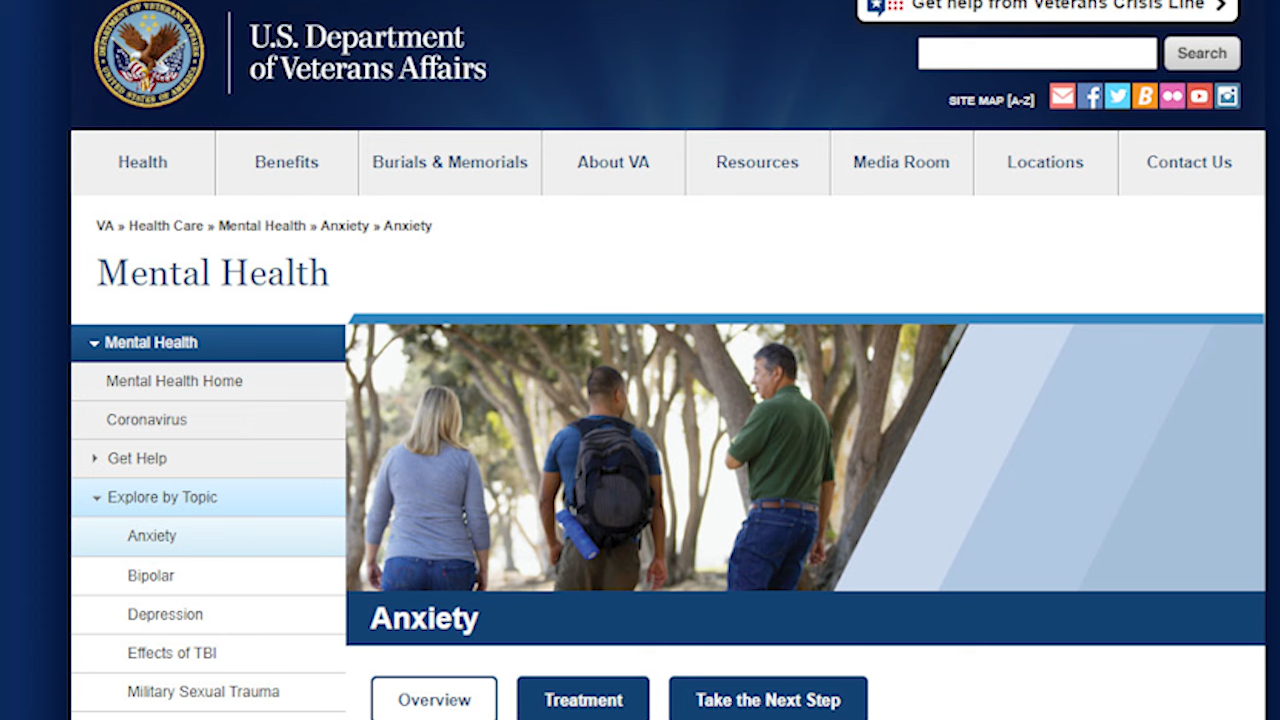 Get help from Veterans Crisis Line
U.S. Department
of Veterans Affairs
Search
SITE MAP [A-Z]
Health
Benefits
Burials & Memorials
About VA
Resources
Media Room
Locations
Contact Us
VA » Health Care » Mental Health » Anxiety » Anxiety
Mental Health
Mental Health
Mental Health Home
Coronavirus
Get Help
Explore by Topic
Anxiety
Bipolar
Depression
Effects of TBI
Military Sexual Trauma
Anxiety
Overview
Treatment
Take the Next Step